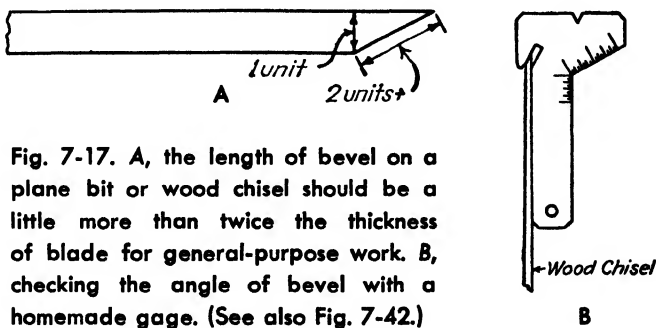 1 unit
2 units+
A
Fig. 7-17. A, the length of bevel on a
plane bit or wood chisel should be a
little more than twice the thickness
of blade for general-purpose work. B,
checking the angle of bevel with a
homemade gage. (See also Fig. 7-42.)
Wood Chisel
B